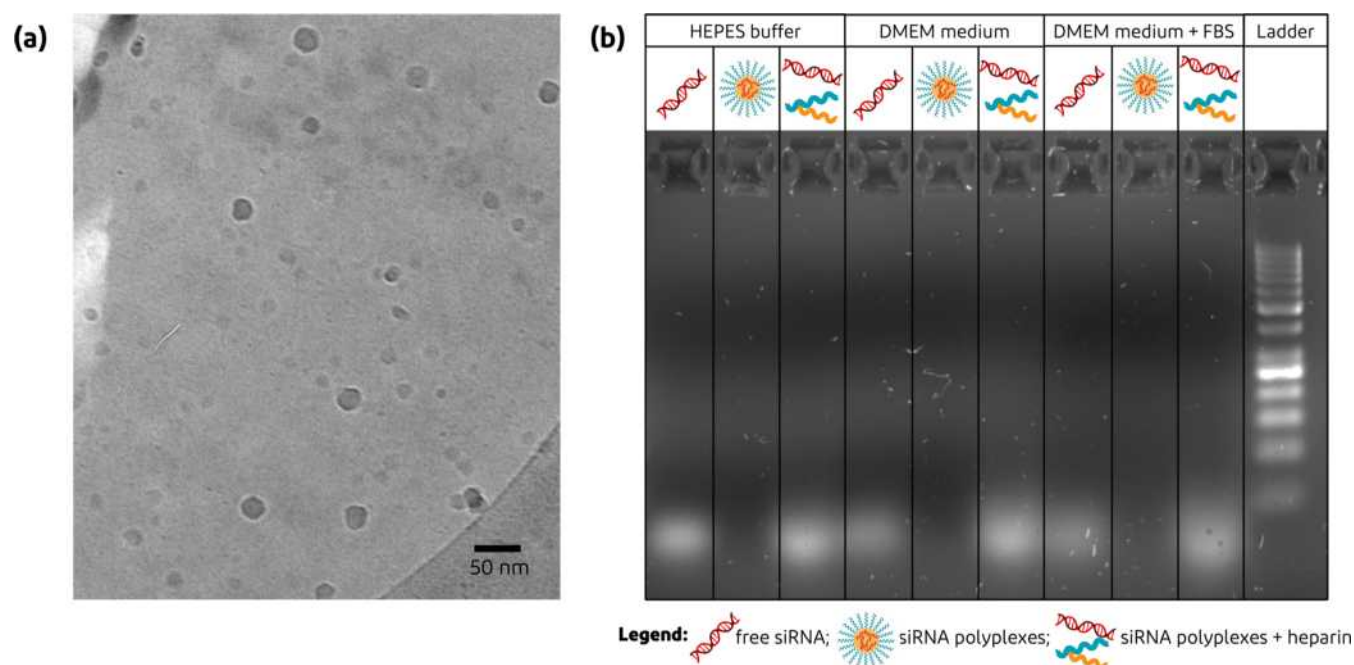 (a)
50 nm
(b)
HEPES buffer DMEM medium DMEM medium + FBS Ladder
Legend: free siRNA; siRNA polyplexes; siRNA polyplexes + heparin